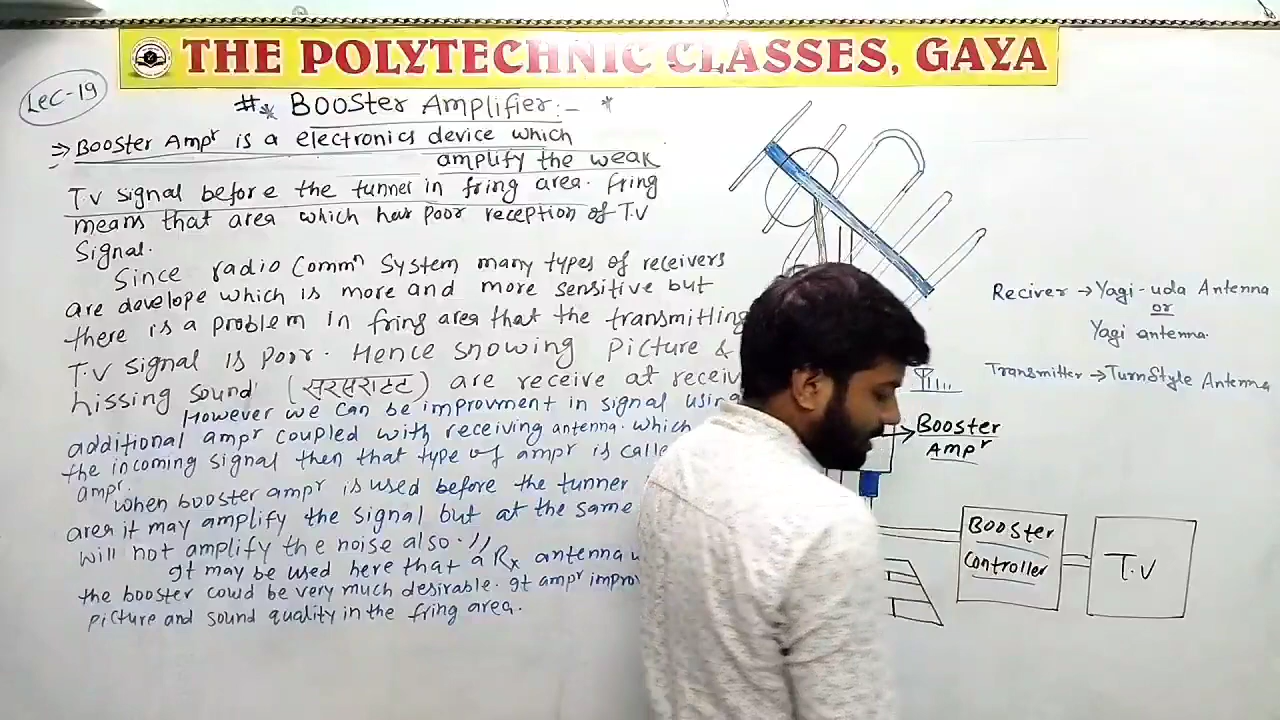 THE POLYTECHNIC CLASSES, GAYA
Lec-19
# * Booster Amplifier:- *
⇒ Booster Ampr is a electronics device which
amplify the weak
T.V signal before the tunner in fring area. Fring
means that area which has poor reception of T.V
Signal.
Since radio Commn System many types of receivers
are develope which is more and more sensitive but
there is a problem in fring area that the transmitting
T.V signal is poor. Hence snowing picture &
hissing sound (सरसराहट) are receive at receiv
However we can be improvment in signal using
additional ampr coupled with receiving antenna. which
the incoming signal then that type of ampr is calle
ampr.
When booster ampr is used before the tunner
area it may amplify the signal but at the same
will not amplify the noise also. //
It may be used here that a Rx antenna
the booster could be very much desirable. It ampr impro
picture and sound quality in the fring area.
Reciver → Yagi-uda Antenna
or
Yagi antenna.
Transmitter → TurnStyle Antenna
→ Booster
Ampr
Booster
Controller
T.V